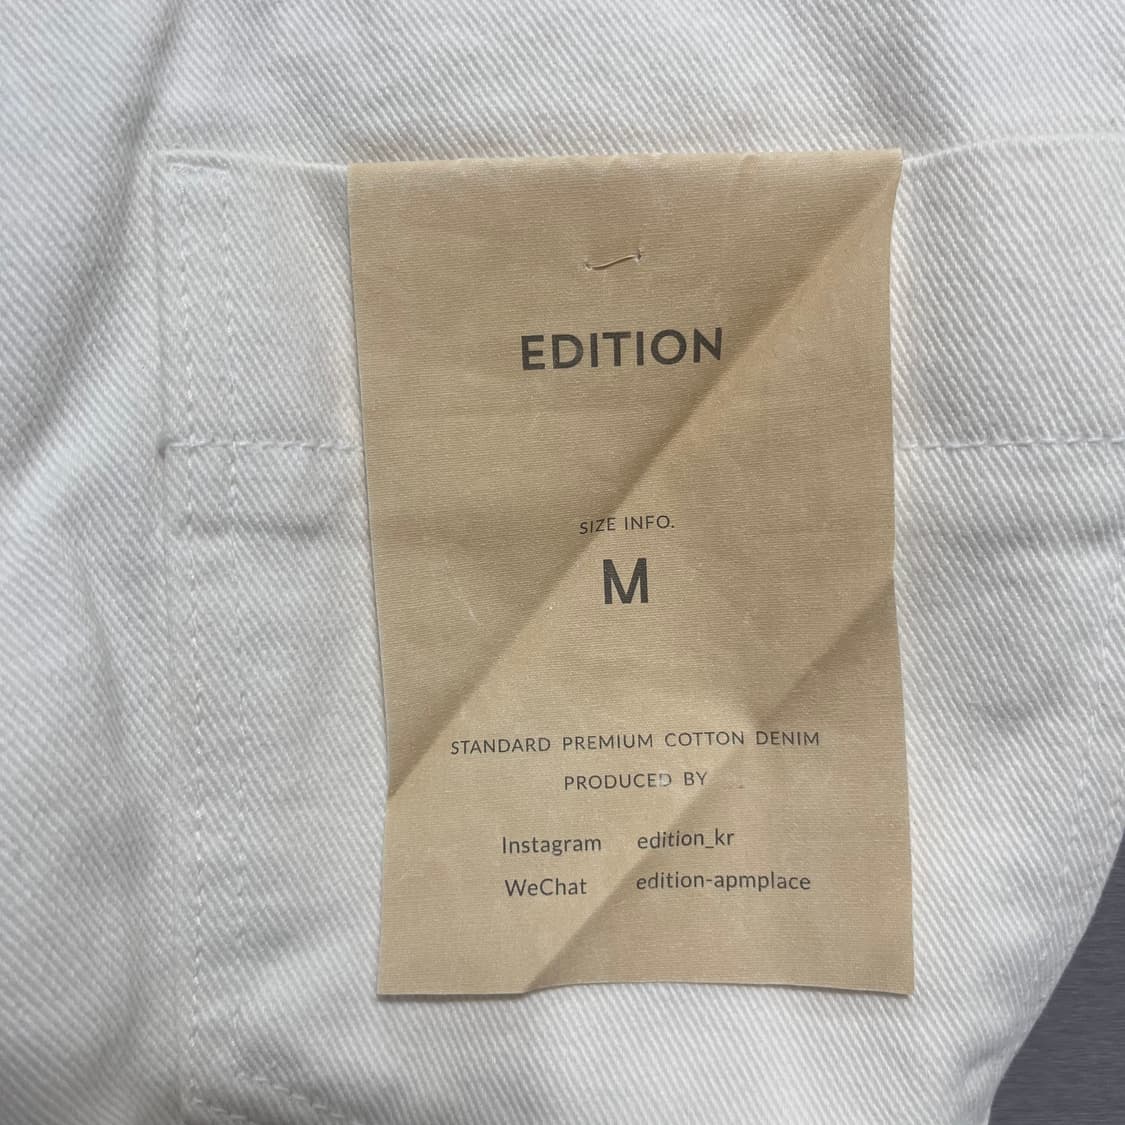 EDITION
SIZE INFO.
M
STANDARD PREMIUM COTTON DENIM
PRODUCED BY
Instagram edition_kr
WeChat edition-apmplace